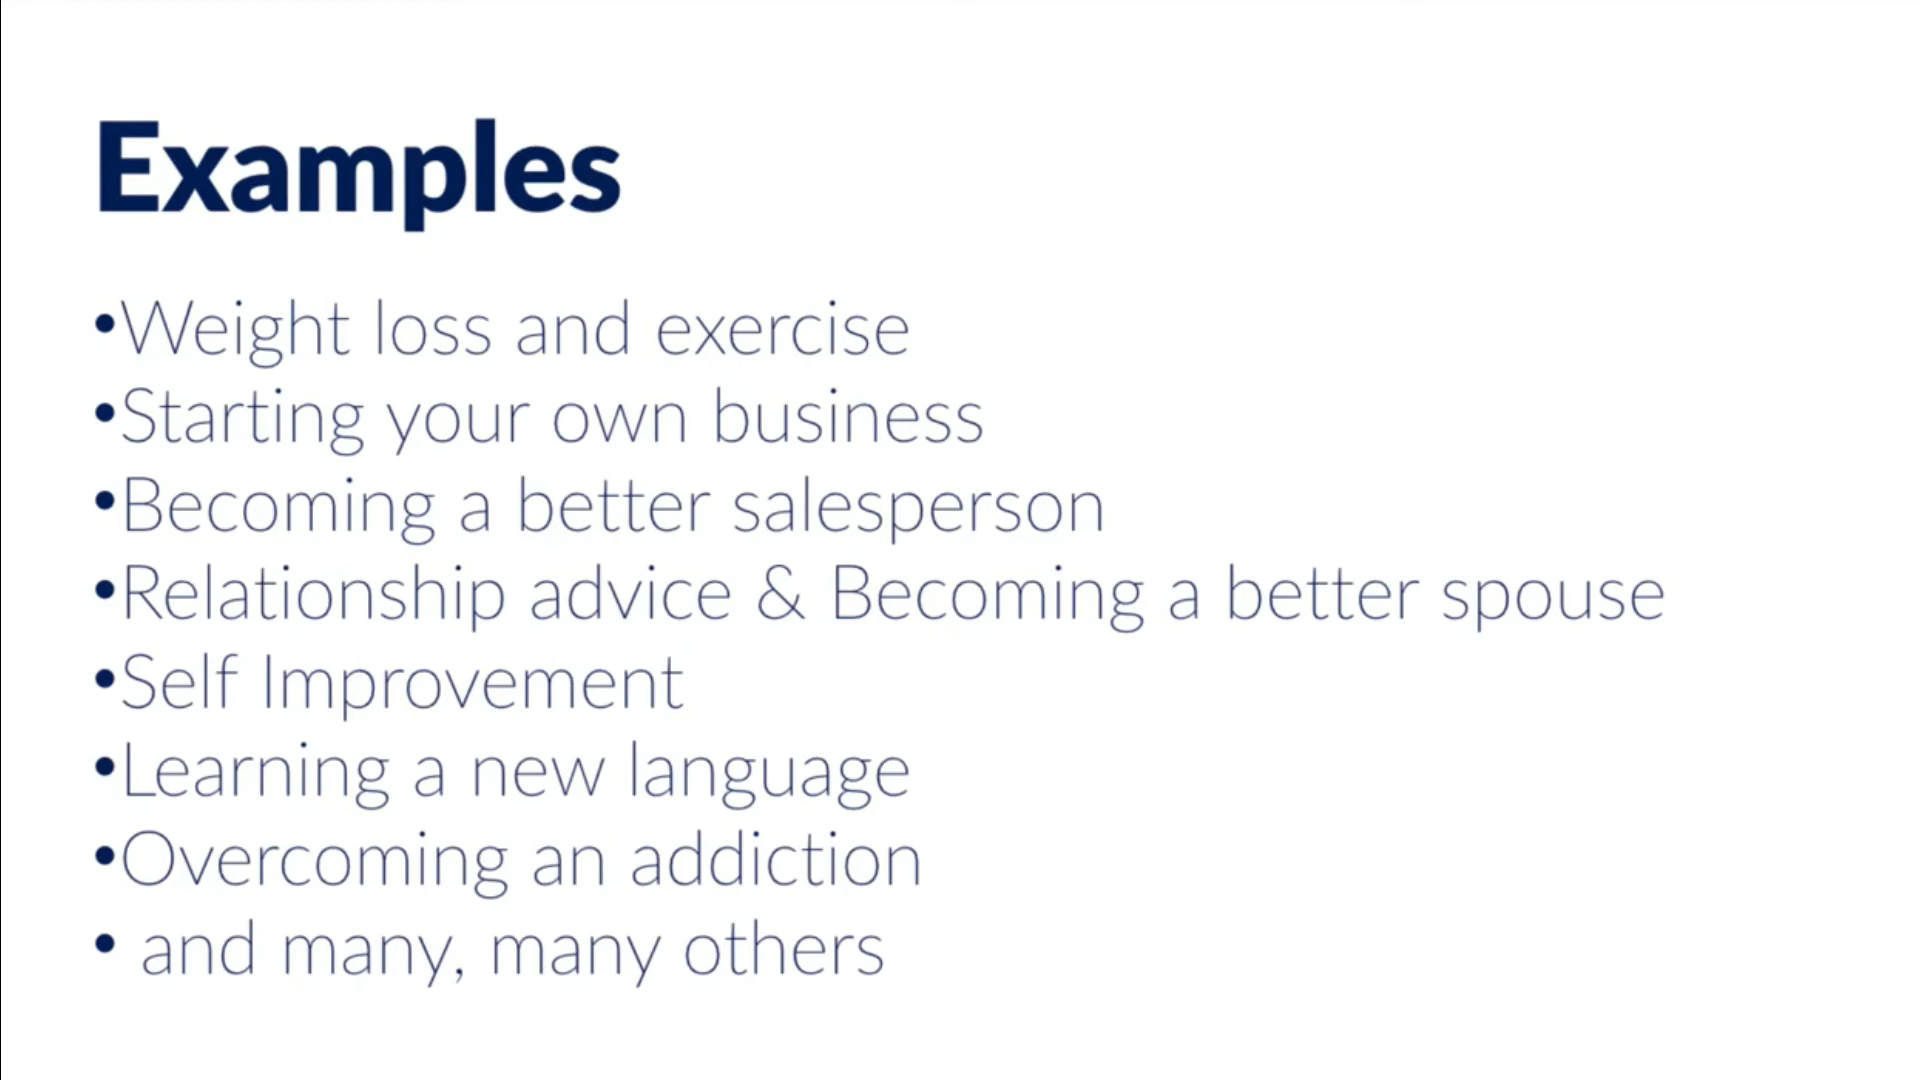 Examples
•Weight loss and exercise
•Starting your own business
•Becoming a better salesperson
•Relationship advice & Becoming a better spouse
•Self Improvement
•Learning a new language
•Overcoming an addiction
• and many, many others